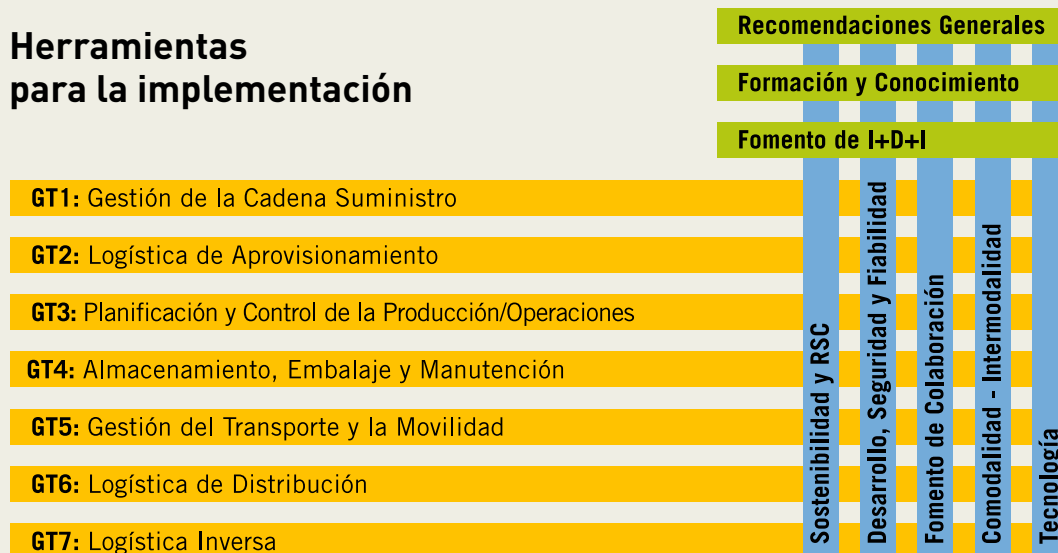 Herramientas
para la implementación
Recomendaciones Generales
Formación y Conocimiento
Fomento de I+D+I
GT1: Gestión de la Cadena Suministro
GT2: Logística de Aprovisionamiento
GT3: Planificación y Control de la Producción/Operaciones
GT4: Almacenamiento, Embalaje y Manutención
GT5: Gestión del Transporte y la Movilidad
GT6: Logística de Distribución
GT7: Logística Inversa
Sostenibilidad y RSC
Desarrollo, Seguridad y Fiabilidad
Fomento de Colaboración
Comodalidad - Intermodalidad
Tecnología